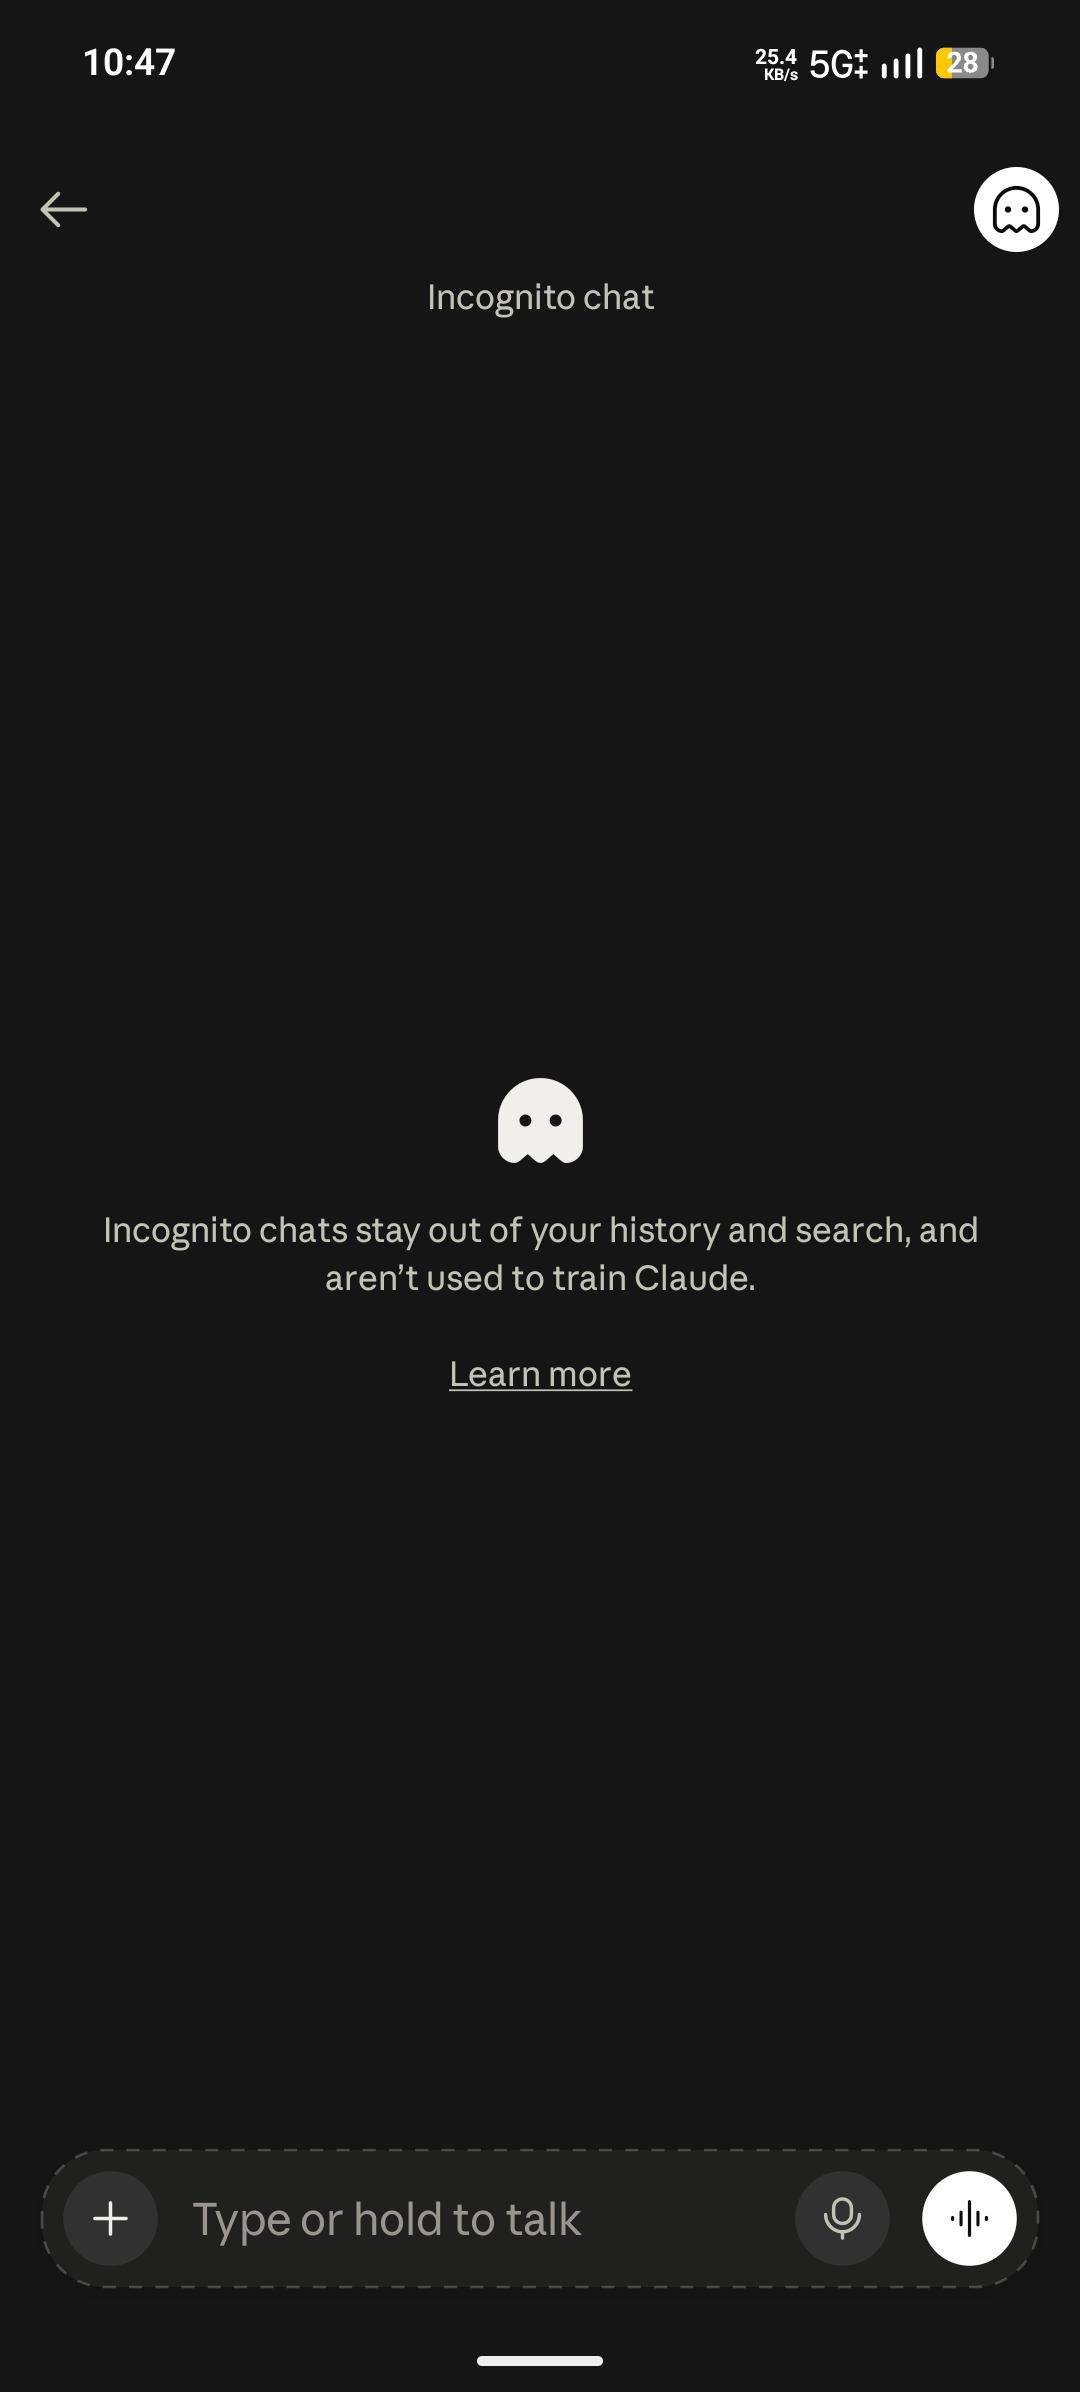 10:47
25.4
KB/s
5G‡
28
Incognito chat
Incognito chats stay out of your history and search, and
aren’t used to train Claude.
Learn more
Type or hold to talk